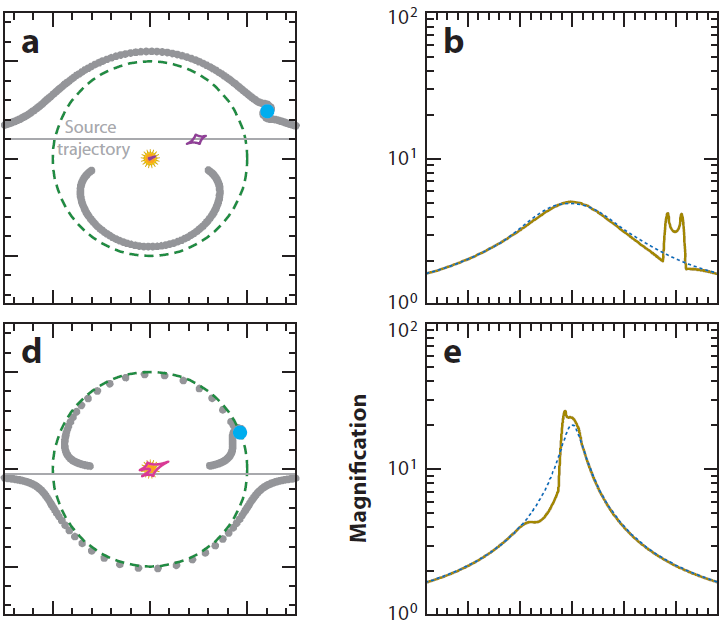 a
Source
trajectory
b
10²
10¹
10⁰
d
e
10²
10¹
10⁰
Magnification